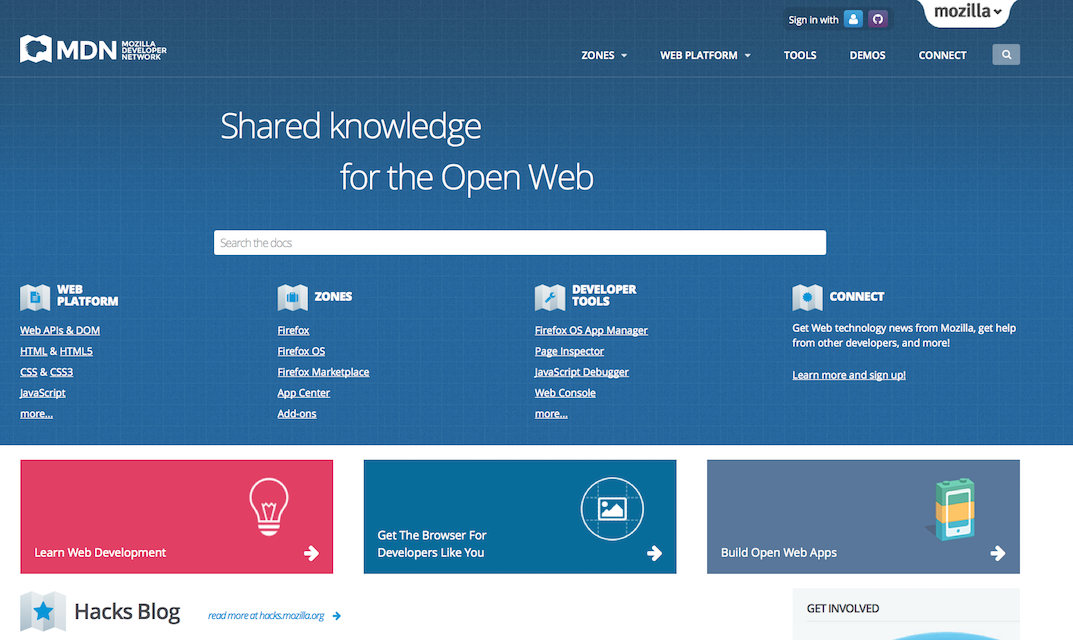 mozilla
Sign in with
MDN MOZILLA
DEVELOPER
NETWORK
ZONES WEB PLATFORM TOOLS DEMOS CONNECT
Shared knowledge
for the Open Web
Search the docs
WEB
PLATFORM
Web APIs & DOM
HTML & HTML5
CSS & CSS3
JavaScript
more...
ZONES
Firefox
Firefox OS
Firefox Marketplace
App Center
Add-ons
DEVELOPER
TOOLS
Firefox OS App Manager
Page Inspector
JavaScript Debugger
Web Console
more...
CONNECT
Get Web technology news from Mozilla, get help
from other developers, and more!
Learn more and sign up!
Learn Web Development
Get The Browser For
Developers Like You
Build Open Web Apps
Hacks Blog read more at hacks.mozilla.org
GET INVOLVED